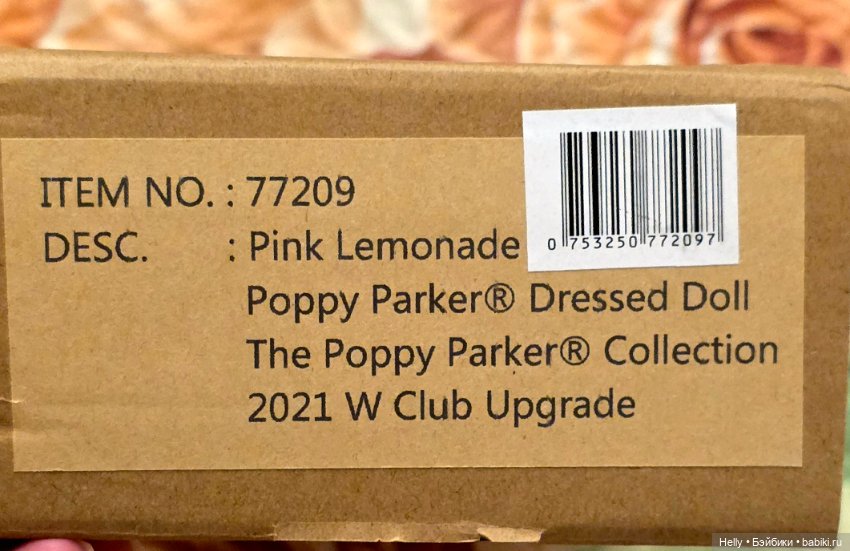 ITEM NO. : 77209
DESC. : Pink Lemonade
0 753250 772097
Poppy Parker® Dressed Doll
The Poppy Parker® Collection
2021 W Club Upgrade
Helly • Бэйбики • babiki.ru